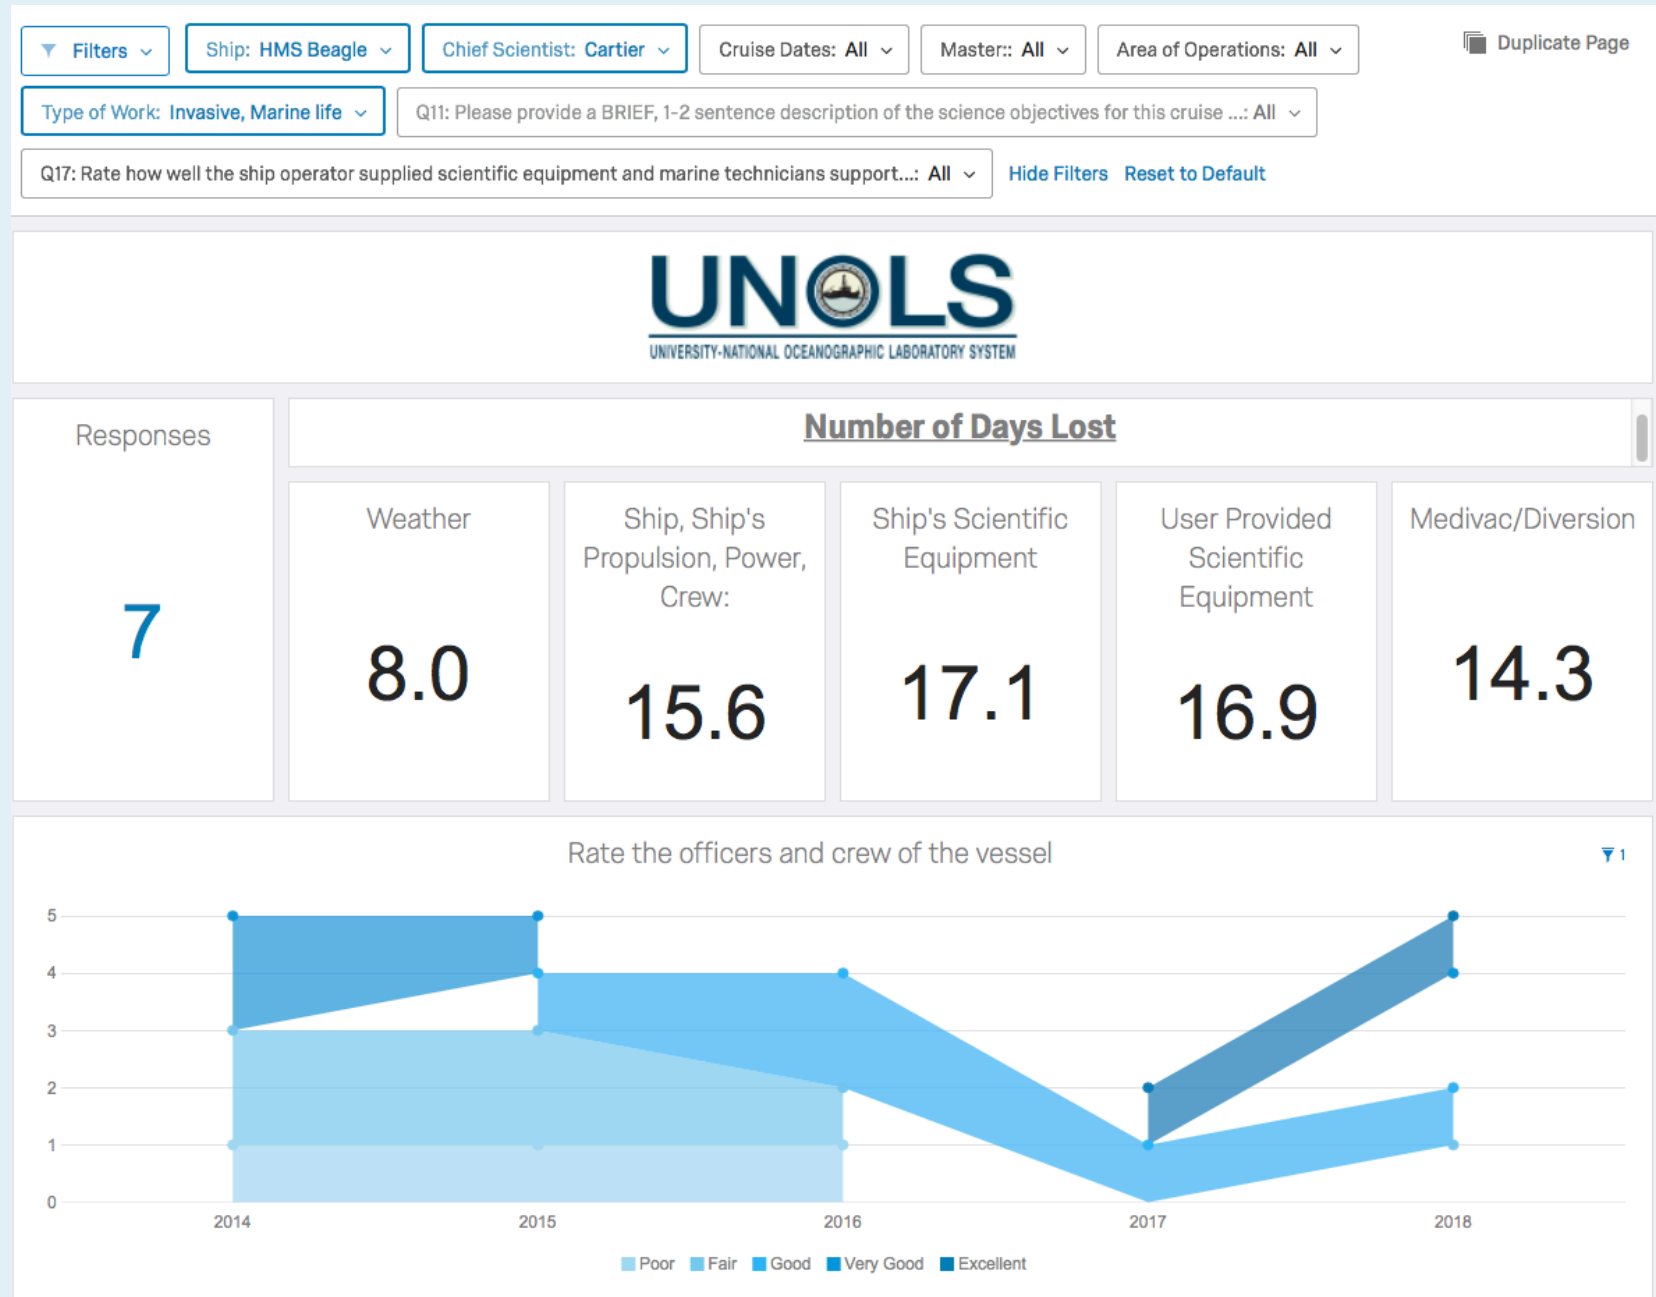 Filters
Ship: HMS Beagle
Chief Scientist: Cartier
Cruise Dates: All
Master:: All
Area of Operations: All
Duplicate Page
Type of Work: Invasive, Marine life
Q11: Please provide a BRIEF, 1-2 sentence description of the science objectives for this cruise ...: All
Q17: Rate how well the ship operator supplied scientific equipment and marine technicians support...: All
Hide Filters
Reset to Default
UNOLS
UNIVERSITY-NATIONAL OCEANOGRAPHIC LABORATORY SYSTEM
Responses
7
Number of Days Lost
Weather
8.0
Ship, Ship's
Propulsion, Power,
Crew:
15.6
Ship's Scientific
Equipment
17.1
User Provided
Scientific
Equipment
16.9
Medivac/Diversion
14.3
Rate the officers and crew of the vessel
1
5
4
3
2
1
0
2014
2015
2016
2017
2018
Poor
Fair
Good
Very Good
Excellent